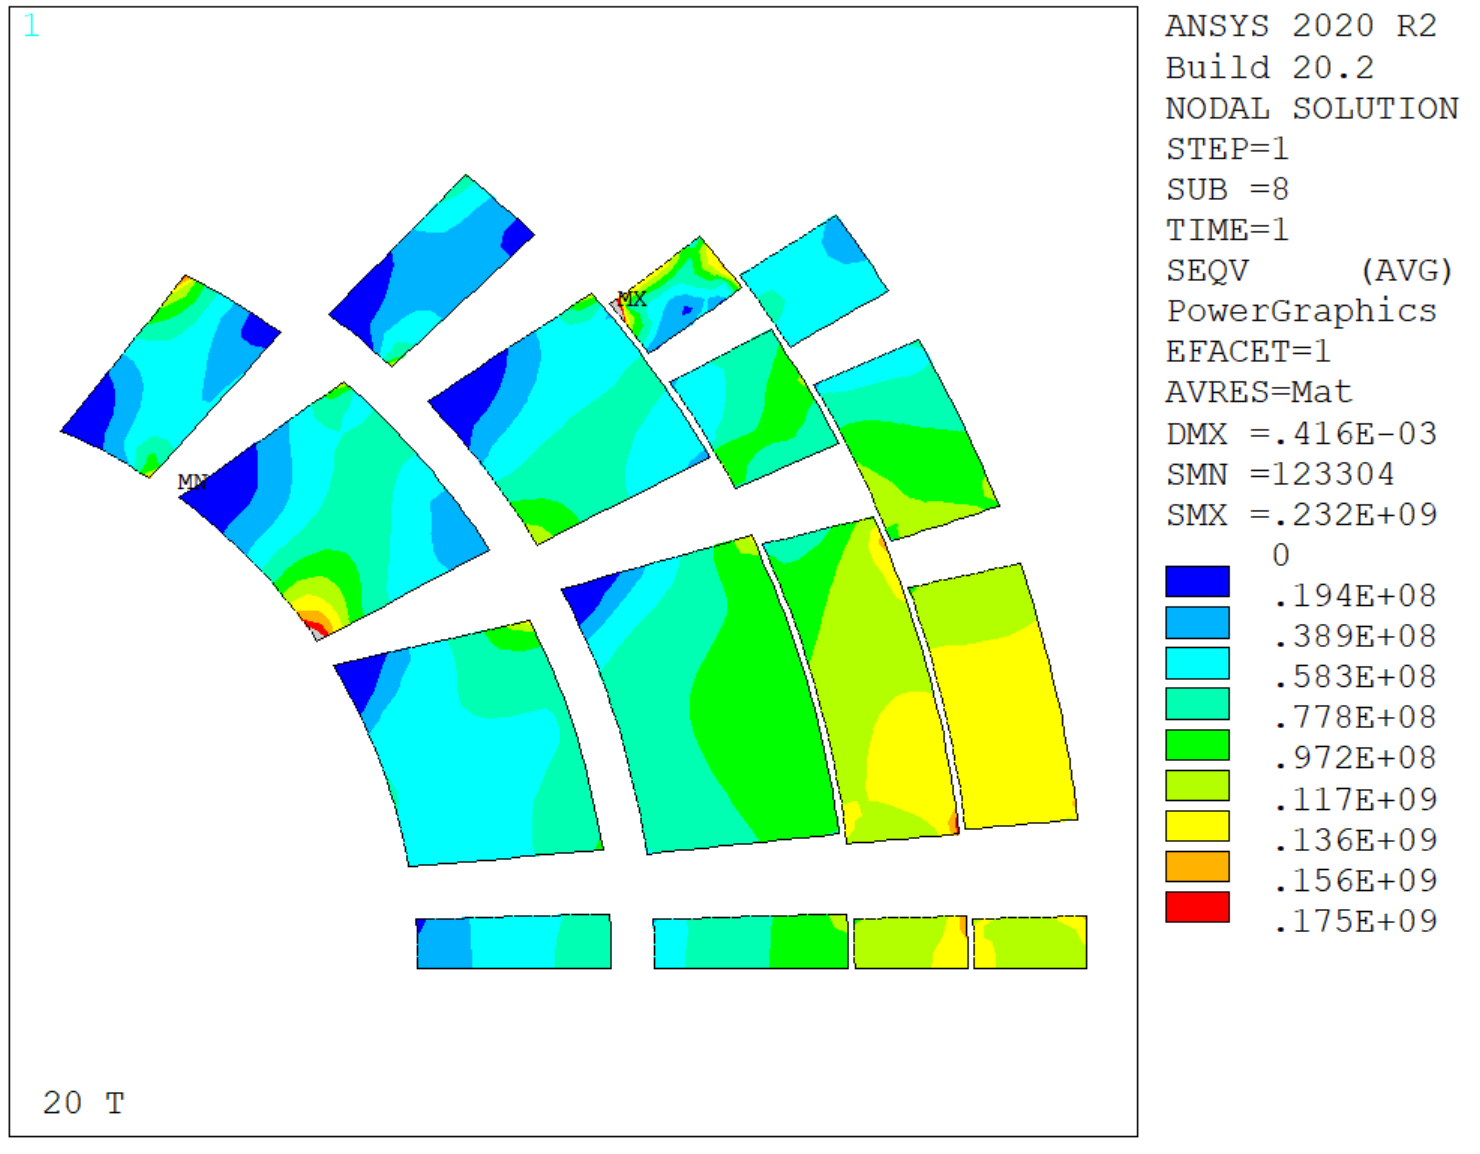 1
ANSYS 2020 R2
Build 20.2
NODAL SOLUTION
STEP=1
SUB =8
TIME=1
SEQV (AVG)
PowerGraphics
EFACET=1
AVRES=Mat
DMX =.416E-03
SMN =123304
SMX =.232E+09
0
.194E+08
.389E+08
.583E+08
.778E+08
.972E+08
.117E+09
.136E+09
.156E+09
.175E+09
MX
MN
20 T